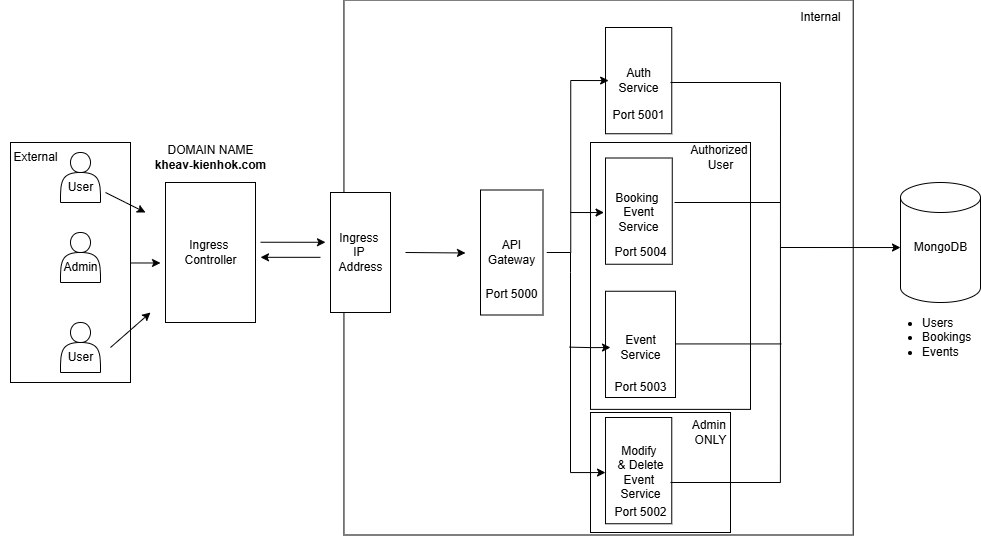 Internal
Auth
Service
Port 5001
External
User
Admin
User
DOMAIN NAME
kheav-kienhok.com
Ingress
Controller
Ingress
IP
Address
API
Gateway
Port 5000
Authorized
User
Booking
Event
Service
Port 5004
Event
Service
Port 5003
Admin
ONLY
Modify
& Delete
Event
Service
Port 5002
MongoDB
• Users
• Bookings
• Events